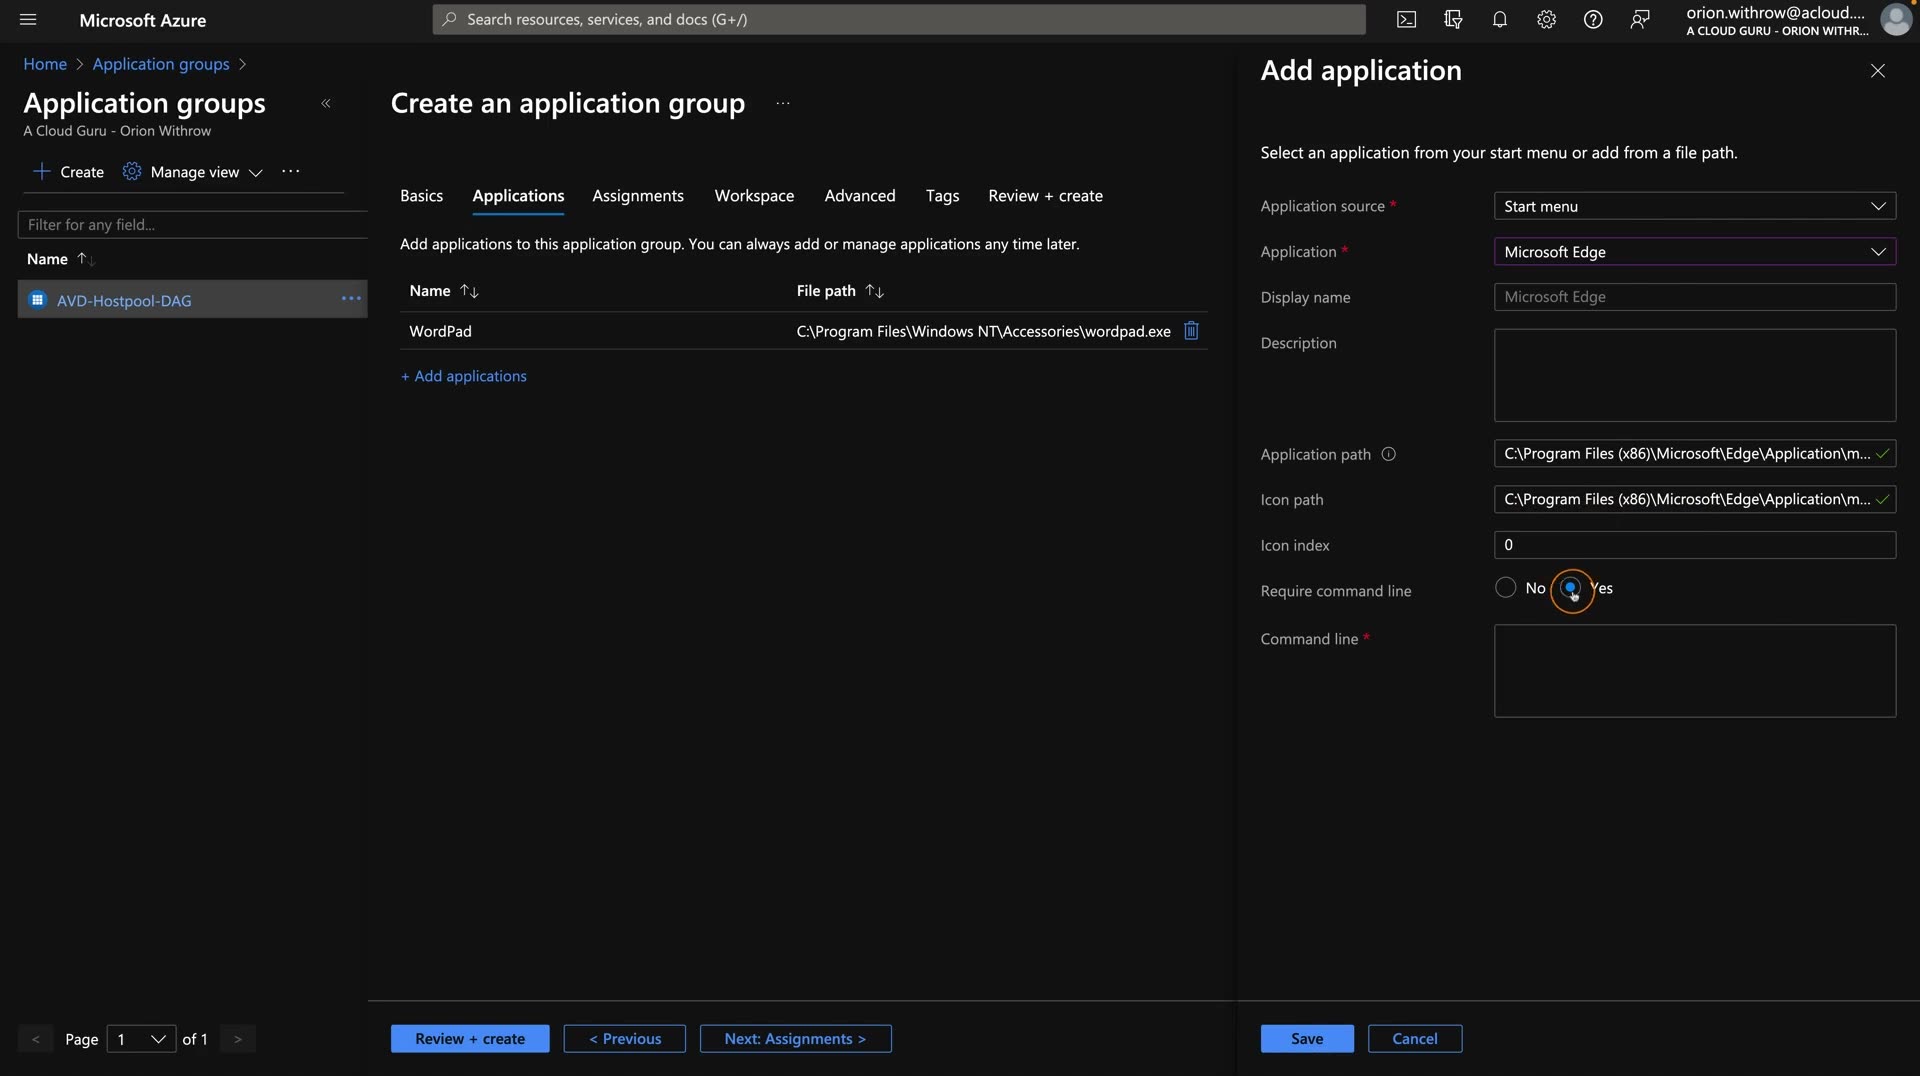 Microsoft Azure
Search resources, services, and docs (G+/)
orion.withrow@acloud....
A CLOUD GURU - ORION WITHR...
Home > Application groups >
Application groups
«
A Cloud Guru - Orion Withrow
+ Create
Manage view
...
Filter for any field...
Name ↑↓
AVD-Hostpool-DAG
...
< Page 1 of 1 >
Create an application group
...
Basics
Applications
Assignments
Workspace
Advanced
Tags
Review + create
Add applications to this application group. You can always add or manage applications any time later.
Name ↑↓
File path ↑↓
WordPad
C:\Program Files\Windows NT\Accessories\wordpad.exe
+ Add applications
Review + create
< Previous
Next: Assignments >
Add application
Select an application from your start menu or add from a file path.
Application source *
Start menu
Application *
Microsoft Edge
Display name
Microsoft Edge
Description
Application path
C:\Program Files (x86)\Microsoft\Edge\Application\m...
Icon path
C:\Program Files (x86)\Microsoft\Edge\Application\m...
Icon index
0
Require command line
No
Yes
Command line *
Save
Cancel